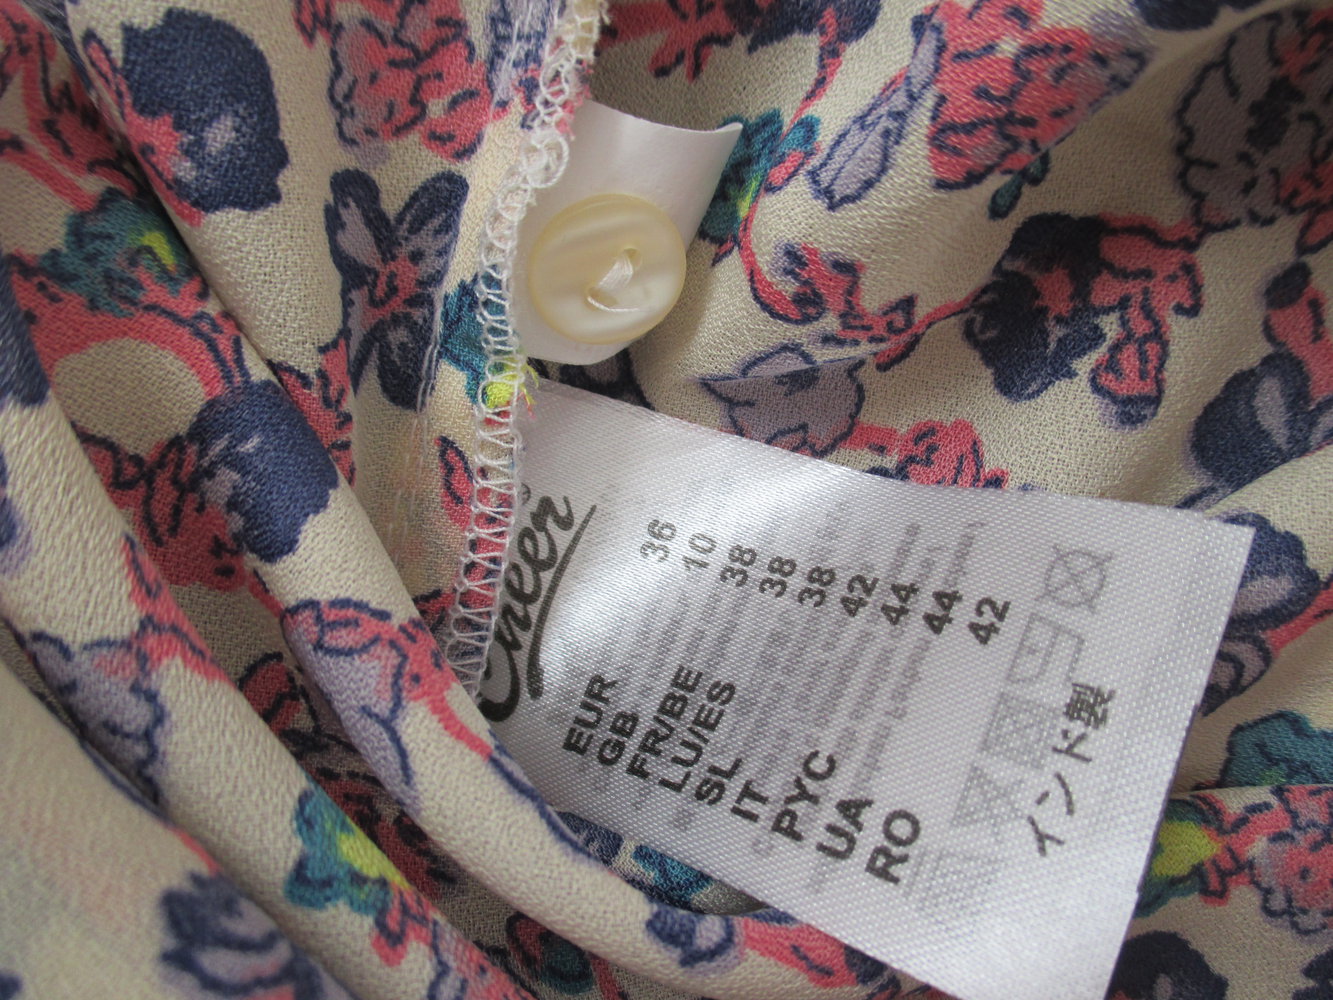 Cheer
EUR 36
GB 10
FR/BE 38
LU/ES 38
SL 38
IT 42
PYC 44
UA 44
RO 42
インド製